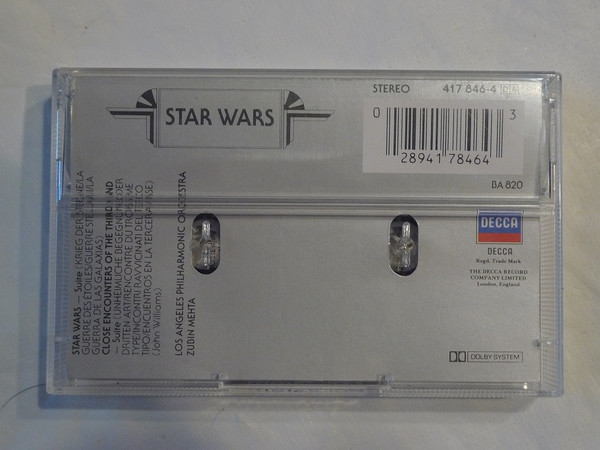 STAR WARS
STEREO 417 846-4
0 28941 78464 3
BA 820
STAR WARS — Suite (KRIEG DER STERNE/LA
GUERRE DES ETOILES/GUERRE STELLARI/LA
GUERRA DE LAS GALAXIAS)
CLOSE ENCOUNTERS OF THE THIRD KIND
— Suite (UNHEIMLICHE BEGEGNUNG DER
DRITTEN ART/RENCONTRE DU TROISIEME
TYPE/INCONTRI RAVVICINATI DEL TERZO
TIPO/ENCUENTROS EN LA TERCERA FASE)
(John Williams)
LOS ANGELES PHILHARMONIC ORCHESTRA
ZUBIN MEHTA
DECCA
DECCA
Regd. Trade Mark
THE DECCA RECORD
COMPANY LIMITED
London, England
DOLBY SYSTEM